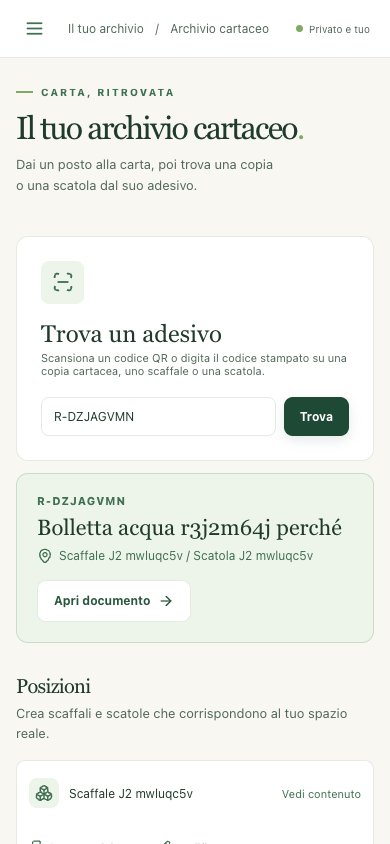 Il tuo archivio / Archivio cartaceo
Privato e tuo
CARTA, RITROVATA
Il tuo archivio cartaceo.
Dai un posto alla carta, poi trova una copia
o una scatola dal suo adesivo.
Trova un adesivo
Scansiona un codice QR o digita il codice stampato su una
copia cartacea, uno scaffale o una scatola.
R-DZJAGVMN
Trova
R-DZJAGVMN
Bolletta acqua r3j2m64j perché
Scaffale J2 mwluqc5v / Scatola J2 mwluqc5v
Apri documento
Posizioni
Crea scaffali e scatole che corrispondono al tuo spazio
reale.
Scaffale J2 mwluqc5v
Vedi contenuto